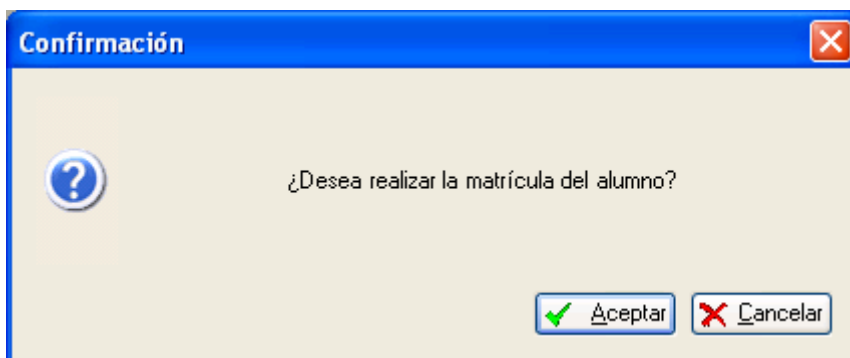 Confirmación
¿Desea realizar la matrícula del alumno?
Aceptar
Cancelar